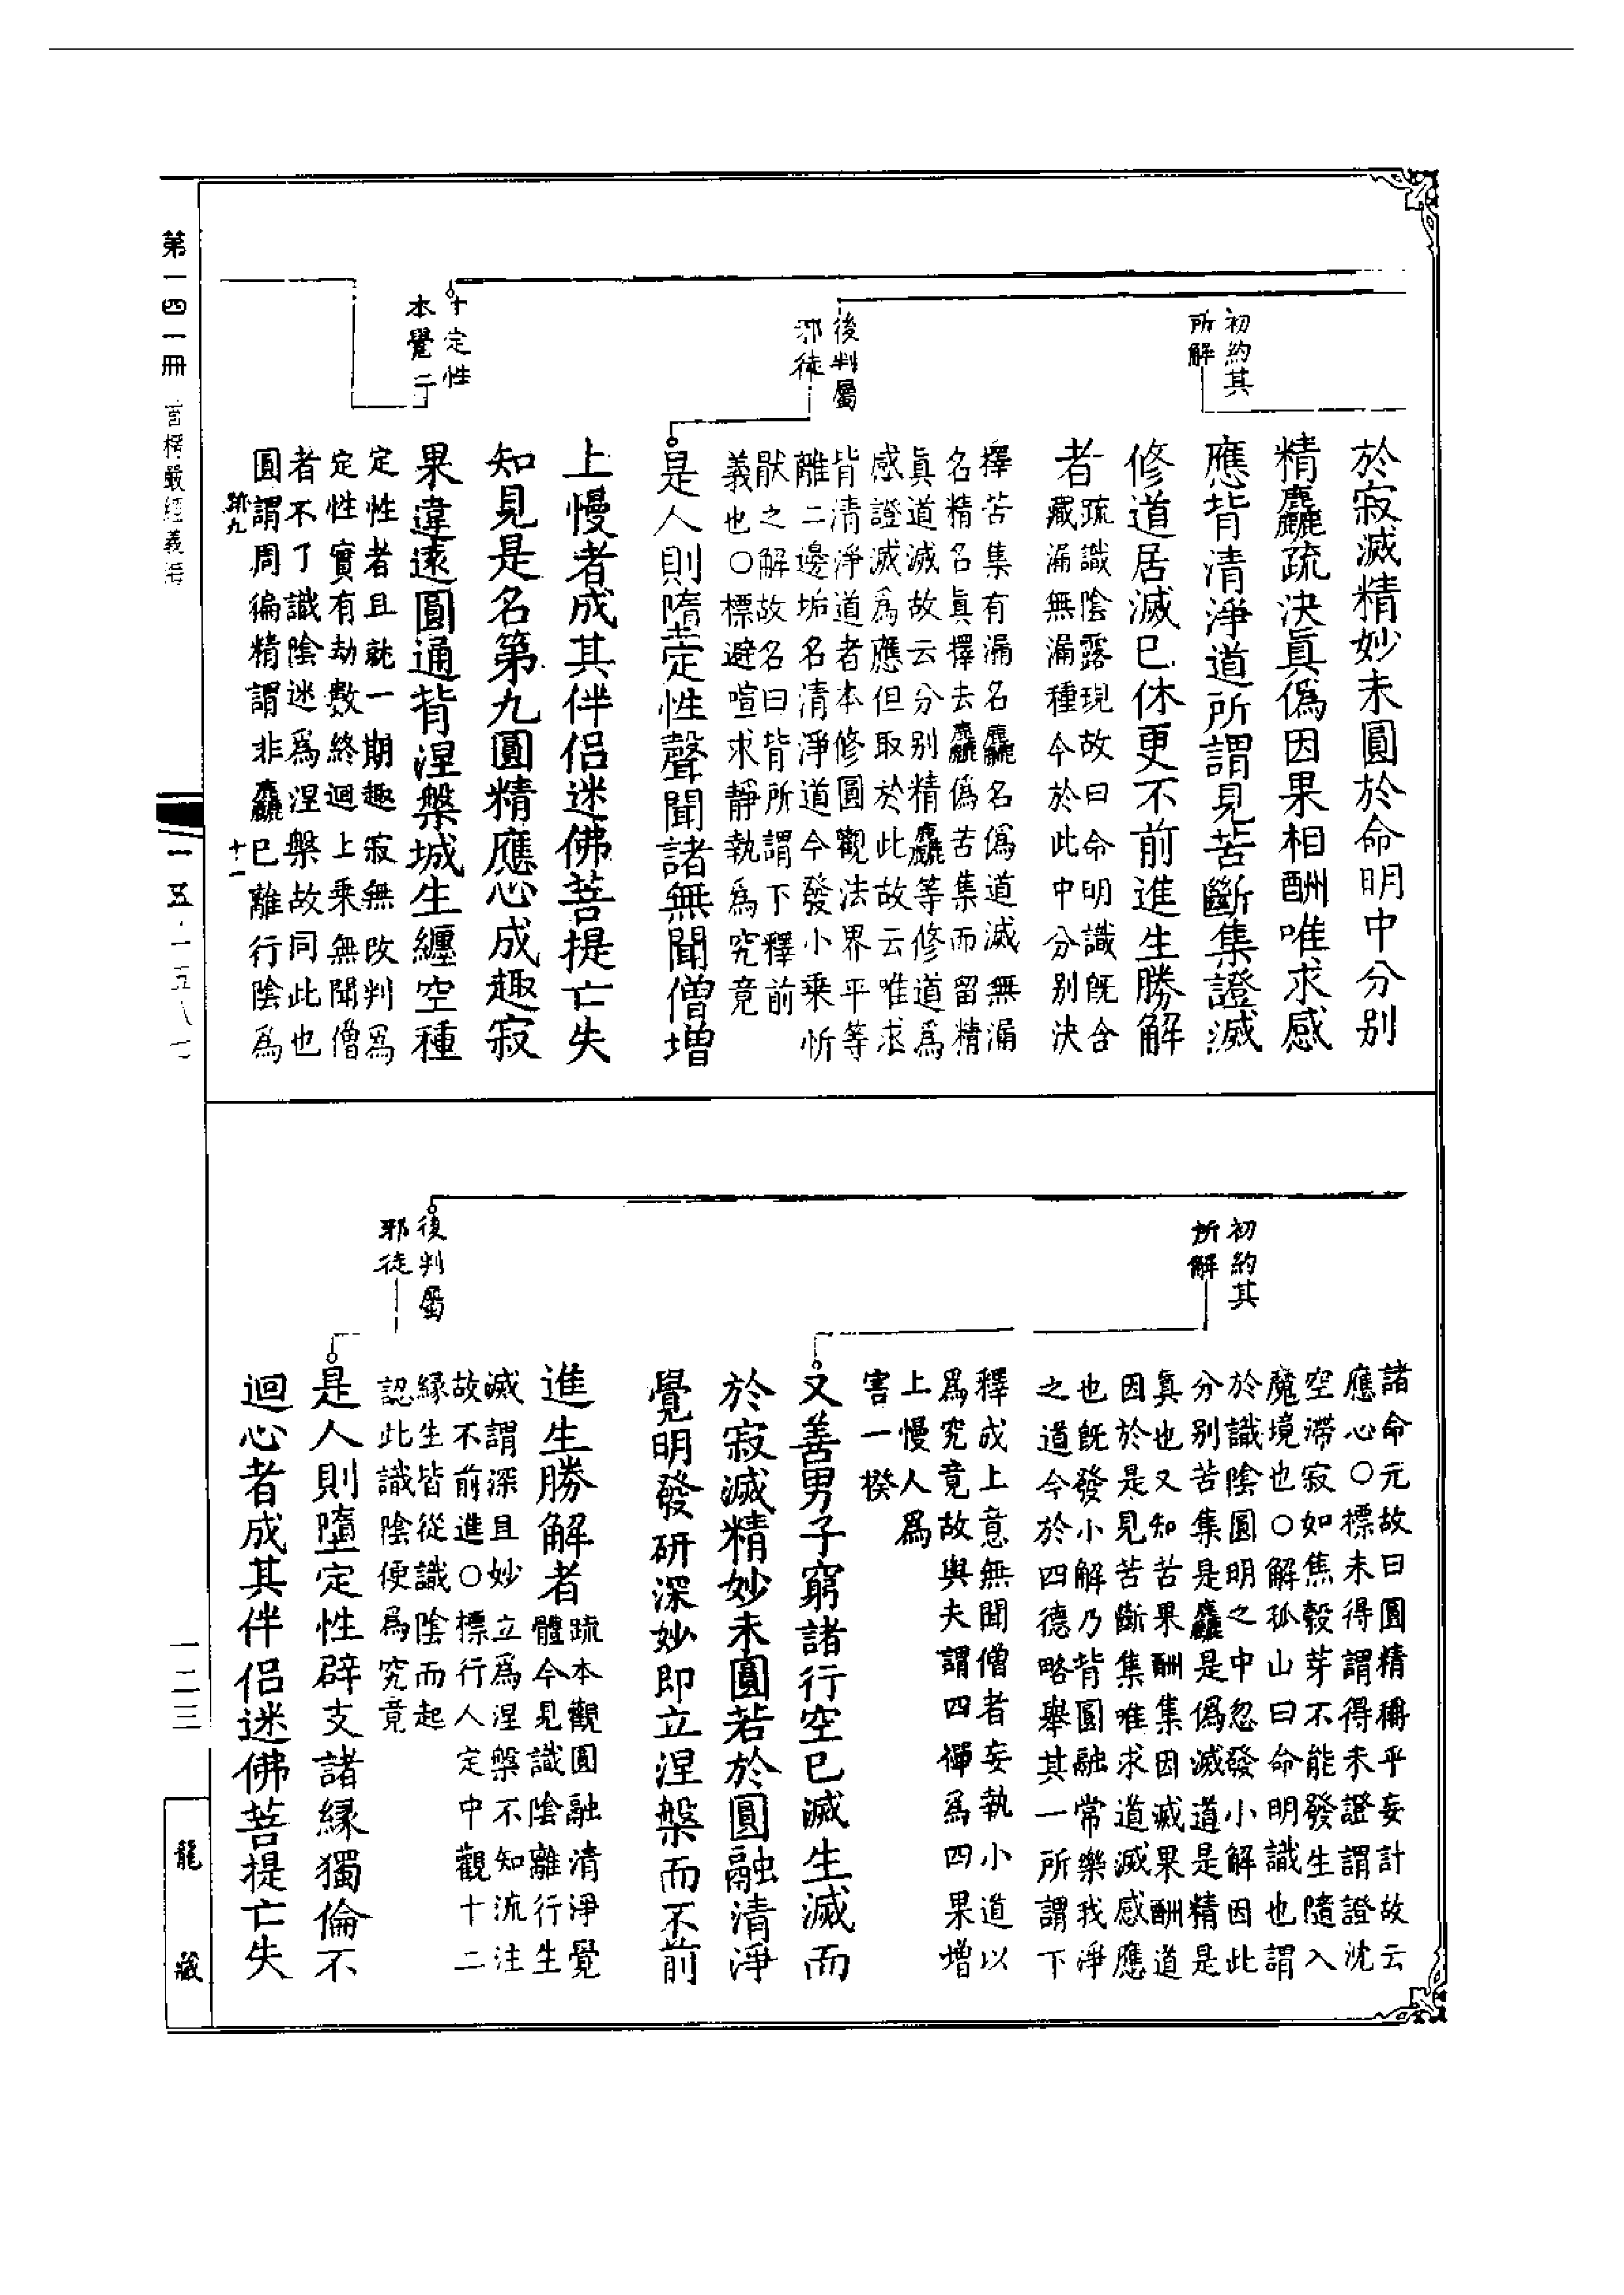 初約其
所解
於寂滅精妙未圓於命明中分别
精麤疏決眞僞因果相酬唯求感
應背清淨道所謂見苦斷集證滅
修道居滅已休更不前進生勝解
者
疏識陰露現故曰命明識旣含
藏漏無漏種今於此中分别決
擇苦集有漏名麤名僞道滅無漏
名精名眞擇去麤僞苦集而留精
眞道滅故云分别精麤等修道爲
感證滅爲應但取於此故云唯求
背清淨道者本修圓觀法界平等
離二邊垢名清淨道今發小乘忻
猒之解故名曰背所謂下釋前
義也〇標避喧求靜執爲究竟
後判屬
邪徒
是人則墮定性聲聞諸無聞僧增
上慢者成其伴侶迷佛菩提亡失
知見是名第九圓精應心成趣寂
果違遠圓通背涅槃城生纏空種
定性者且就一期趣寂無改判爲
定性實有劫數終迴上乘無聞僧
者不了識陰迷爲涅槃故同此也
圓謂周徧精謂非麤已離行陰爲
十定性
本覺二
跡九
十一
諸命元故曰圓精稱乎妄計故云
應心〇標未得謂得未證謂證沈
空滯寂如焦穀芽不能發生隨入
魔境也〇解孤山曰命明識也謂
於識陰圓明之中忽發小解因此
分别苦集是麤是僞滅道是精是
眞也又知苦果酬集因滅果酬道
因於是見苦斷集唯求道滅感應
也旣發小解乃背圓融常樂我淨
之道今於四德略舉其一所謂下
釋成上意無聞僧者妄執小道以
爲究竟故與夫謂四禪爲四果增
上慢人爲
害一揆
初約其
所解
又善男子窮諸行空已滅生滅而
於寂滅精妙未圓若於圓融清淨
覺明發研深妙即立涅槃而不前
進生勝解者
疏本觀圓融清淨覺
體今見識陰離行生
滅謂深且妙立爲涅槃不知流注
故不前進〇標行人定中觀十二
緣生皆從識陰而起
認此識陰便爲究竟
後判屬
邪徒
是人則墮定性辟支諸緣獨倫不
迴心者成其伴侶迷佛菩提亡失
第一四一冊
楞嚴經義海
一五·一五八七
一二三
龍藏